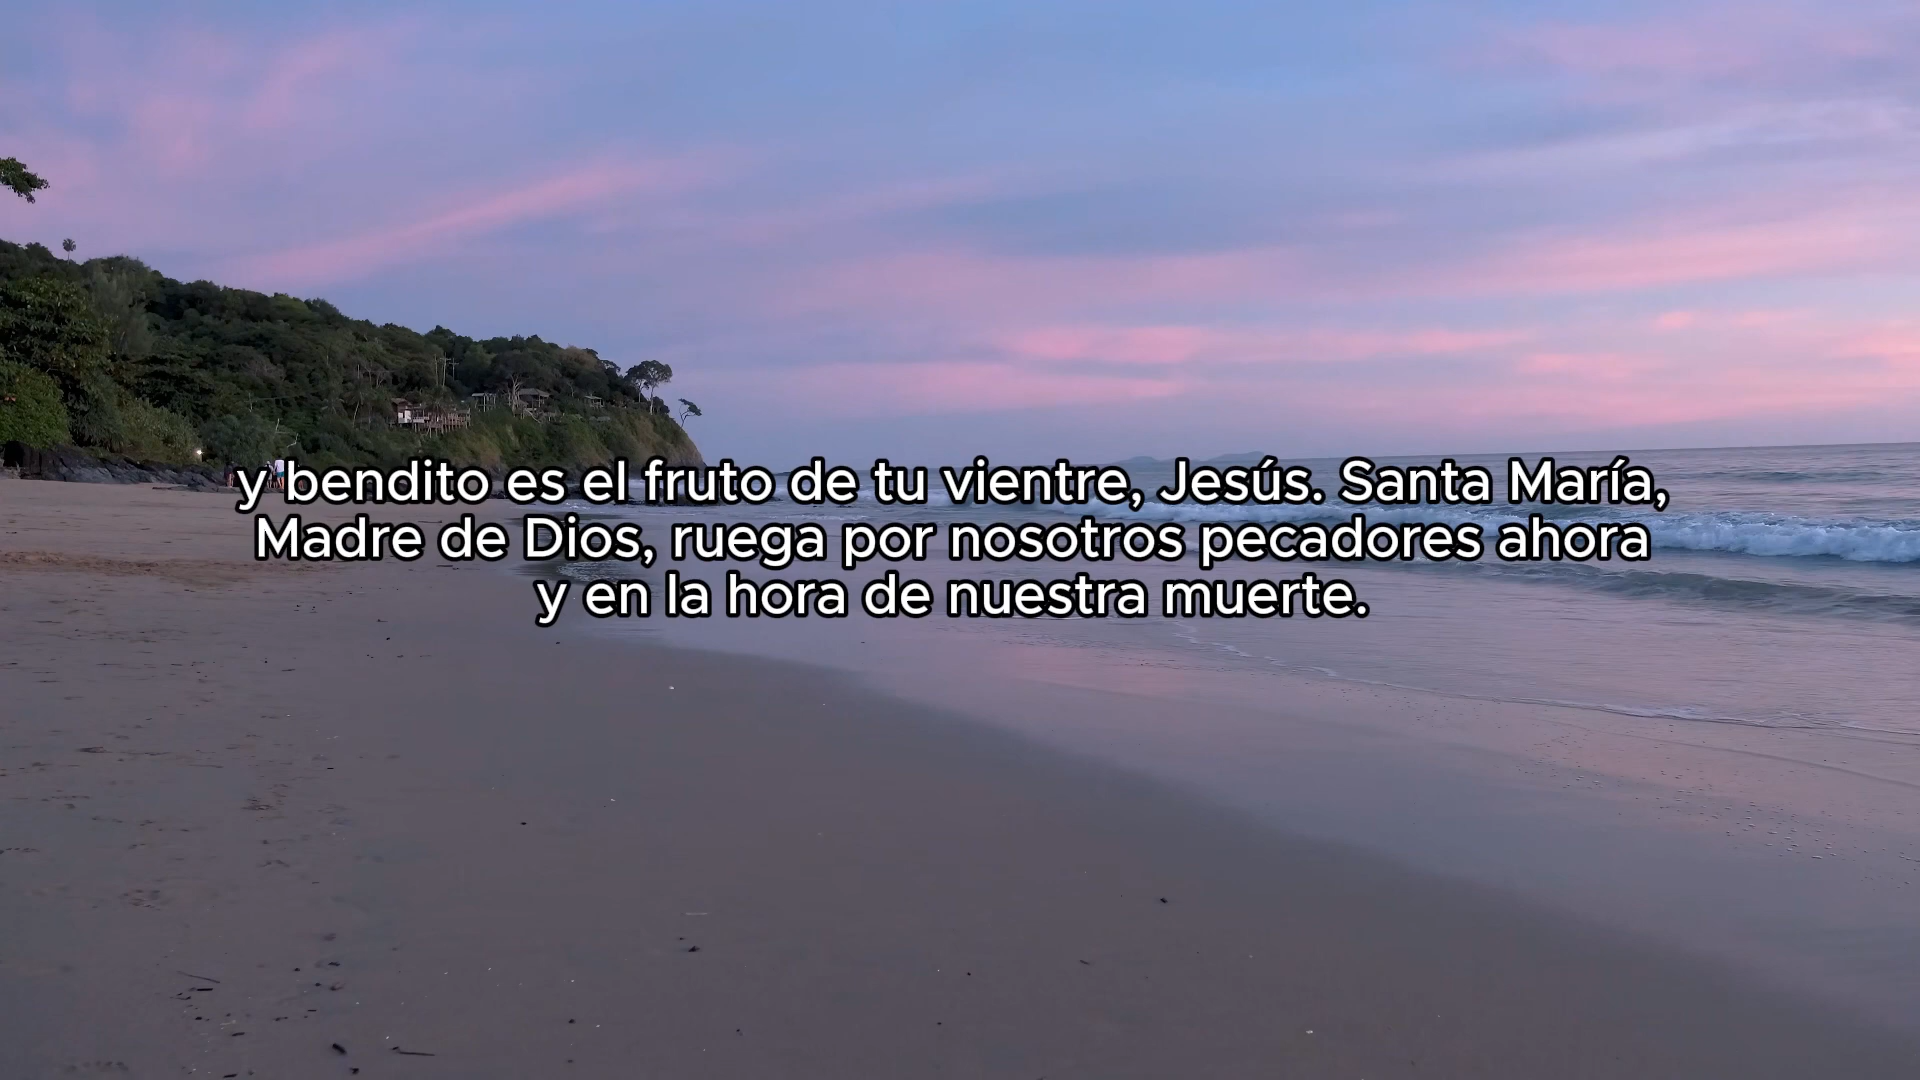 y bendito es el fruto de tu vientre, Jesús. Santa María,
Madre de Dios, ruega por nosotros pecadores ahora
y en la hora de nuestra muerte.